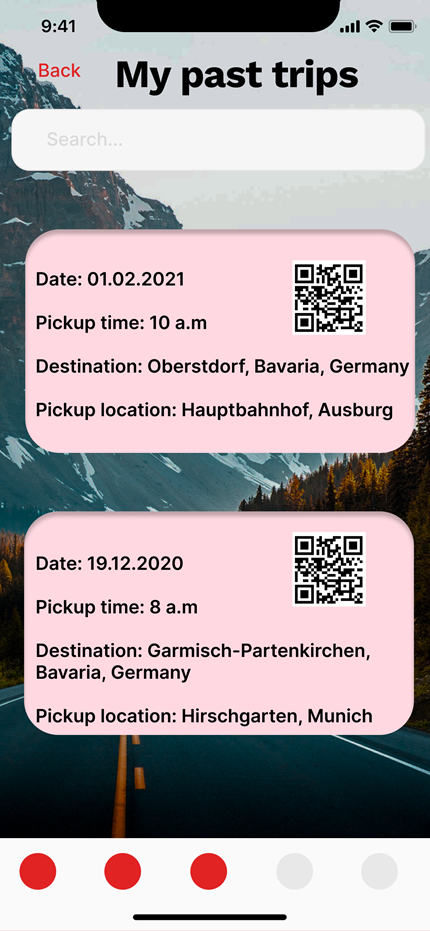 9:41
Back
My past trips
Search...
Date: 01.02.2021
Pickup time: 10 a.m
Destination: Oberstdorf, Bavaria, Germany
Pickup location: Hauptbahnhof, Ausburg
Date: 19.12.2020
Pickup time: 8 a.m
Destination: Garmisch-Partenkirchen,
Bavaria, Germany
Pickup location: Hirschgarten, Munich